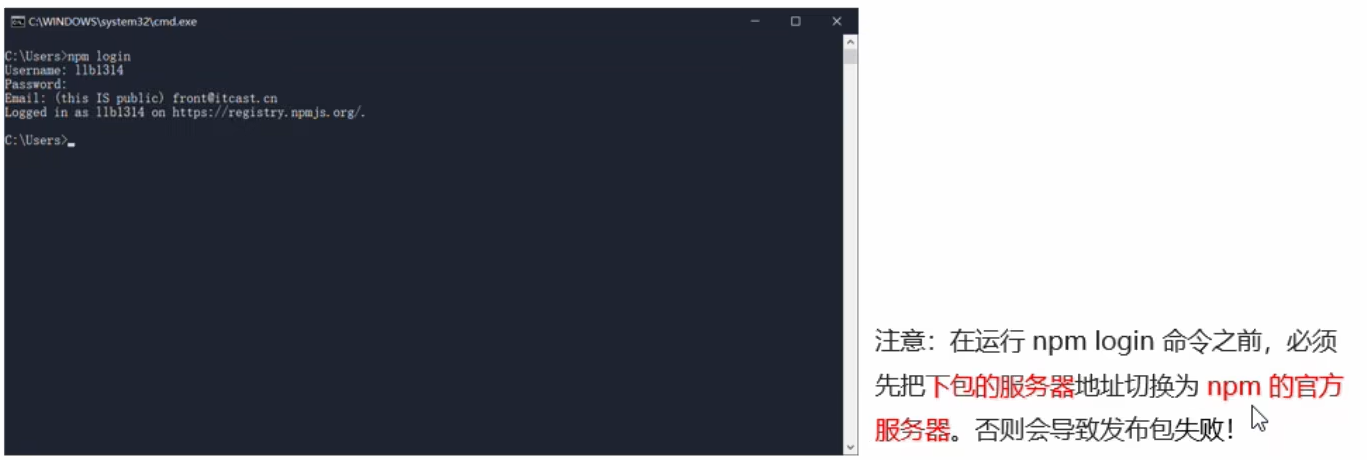 C:\WINDOWS\system32\cmd.exe
C:\Users>npm login
Username: llb1314
Password:
Email: (this IS public) front@itcast.cn
Logged in as llb1314 on https://registry.npmjs.org/.
C:\Users>
注意：在运行 npm login 命令之前，必须
先把下包的服务器地址切换为 npm 的官方
服务器。否则会导致发布包失败！